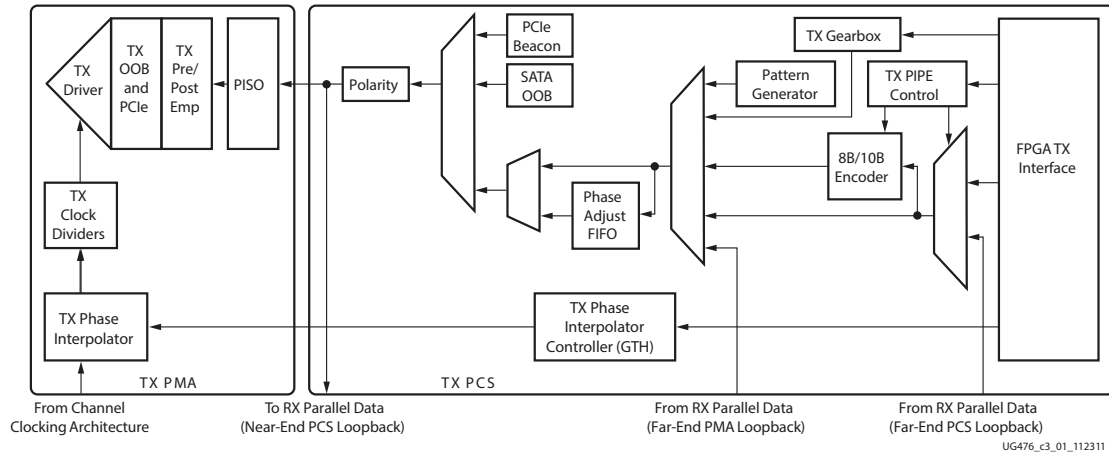 TX
Driver
TX
OOB
and
PCIe
TX
Pre/
Post
Emp
PISO
Polarity
PCIe
Beacon
SATA
OOB
TX Gearbox
Pattern
Generator
TX PIPE
Control
FPGA TX
Interface
8B/10B
Encoder
Phase
Adjust
FIFO
TX
Clock
Dividers
TX Phase
Interpolator
TX Phase
Interpolator
Controller (GTH)
TX PMA
TX PCS
From Channel
Clocking Architecture
To RX Parallel Data
(Near-End PCS Loopback)
From RX Parallel Data
(Far-End PMA Loopback)
From RX Parallel Data
(Far-End PCS Loopback)
UG476_c3_01_112311